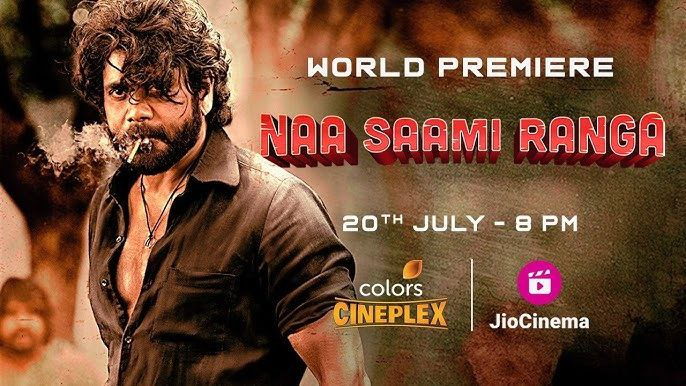 WORLD PREMIERE
NAA SAAMI RANGA
20TH JULY - 8 PM
colors
CINEPLEX
JioCinema